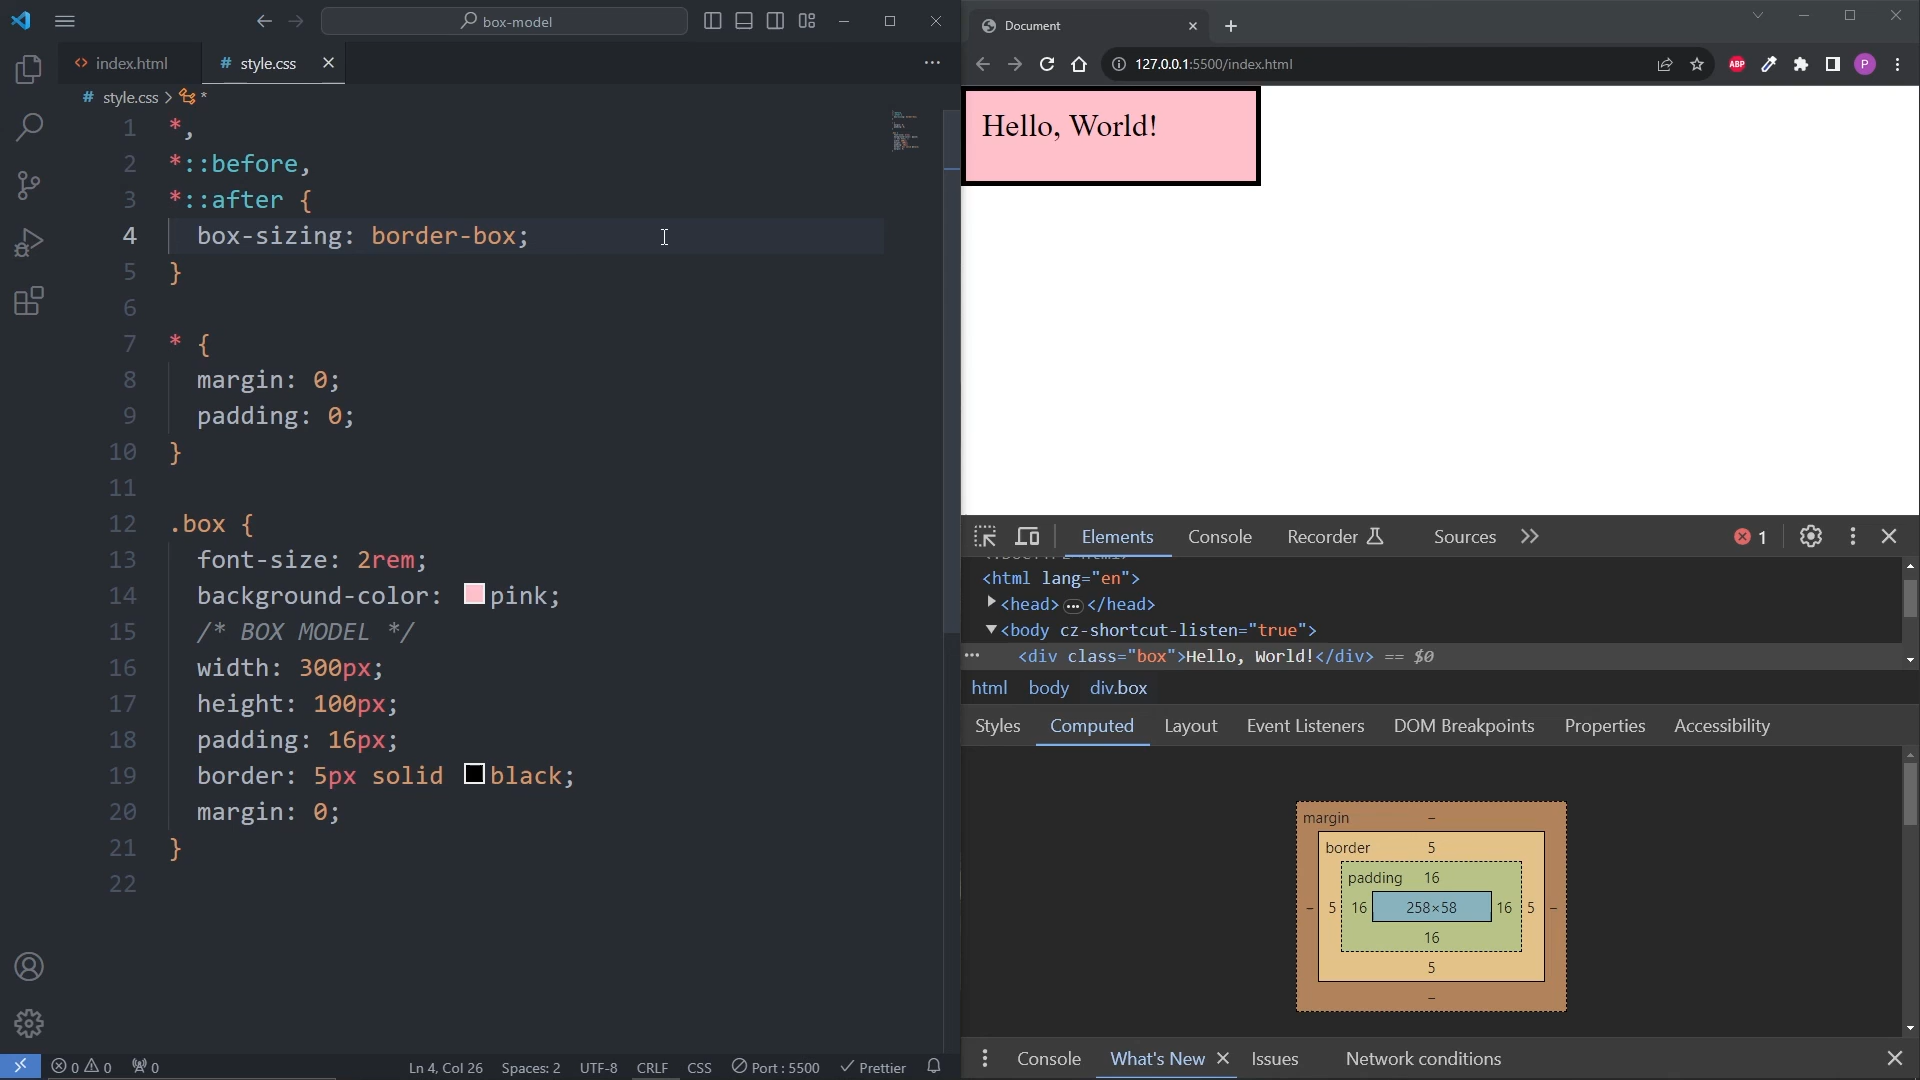 box-model
index.html
# style.css
# style.css > *
1 *,
2 *::before,
3 *::after {
4 box-sizing: border-box;
5 }
6
7 * {
8 margin: 0;
9 padding: 0;
10 }
11
12 .box {
13 font-size: 2rem;
14 background-color: pink;
15 /* BOX MODEL */
16 width: 300px;
17 height: 100px;
18 padding: 16px;
19 border: 5px solid black;
20 margin: 0;
21 }
22
0 0 0 Ln 4, Col 26 Spaces: 2 UTF-8 CRLF CSS Port : 5500 Prettier
Document
127.0.0.1:5500/index.html ABP P
Hello, World!
Elements Console Recorder Sources 1
<html lang="en">
<head>…</head>
<body cz-shortcut-listen="true">
<div class="box">Hello, World!</div> == $0
html body div.box
Styles Computed Layout Event Listeners DOM Breakpoints Properties Accessibility
margin –
border 5
padding 16
– 5 16 258×58 16 5 –
16
5
–
Console What's New Issues Network conditions